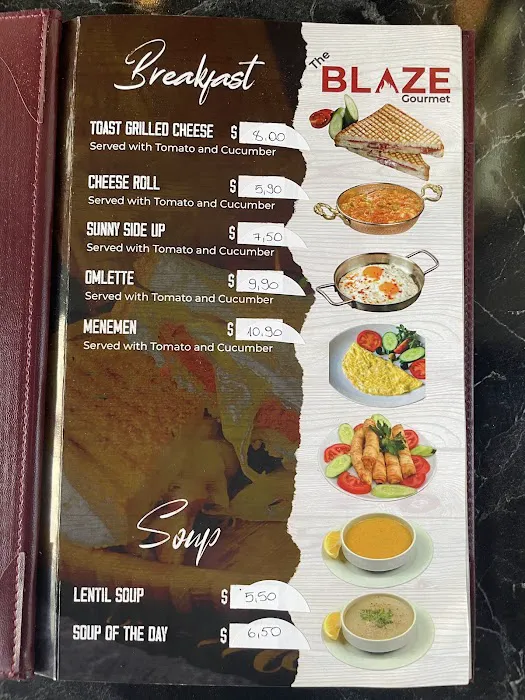 Breakfast
The
BLAZE
Gourmet
TOAST GRILLED CHEESE $ 8.00
Served with Tomato and Cucumber
CHEESE ROLL $ 5,90
Served with Tomato and Cucumber
SUNNY SIDE UP $ 7,50
Served with Tomato and Cucumber
OMLETTE $ 9,90
Served with Tomato and Cucumber
MENEMEN $ 10.90
Served with Tomato and Cucumber
Soup
LENTIL SOUP $ 5,50
SOUP OF THE DAY $ 6,50